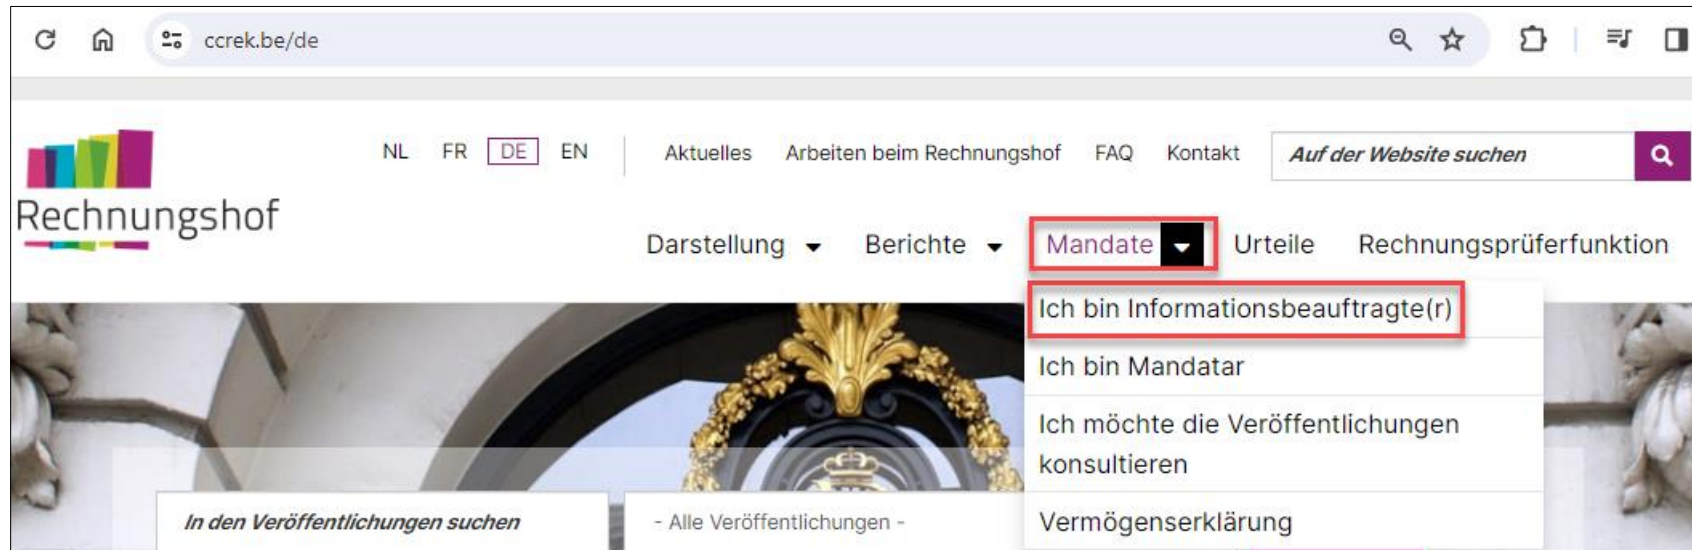 ccrek.be/de
NL FR DE EN Aktuelles Arbeiten beim Rechnungshof FAQ Kontakt Auf der Website suchen
Rechnungshof
Darstellung Berichte Mandate Urteile Rechnungsprüferfunktion
Ich bin Informationsbeauftragte(r)
Ich bin Mandatar
Ich möchte die Veröffentlichungen
konsultieren
In den Veröffentlichungen suchen - Alle Veröffentlichungen - Vermögenserklärung